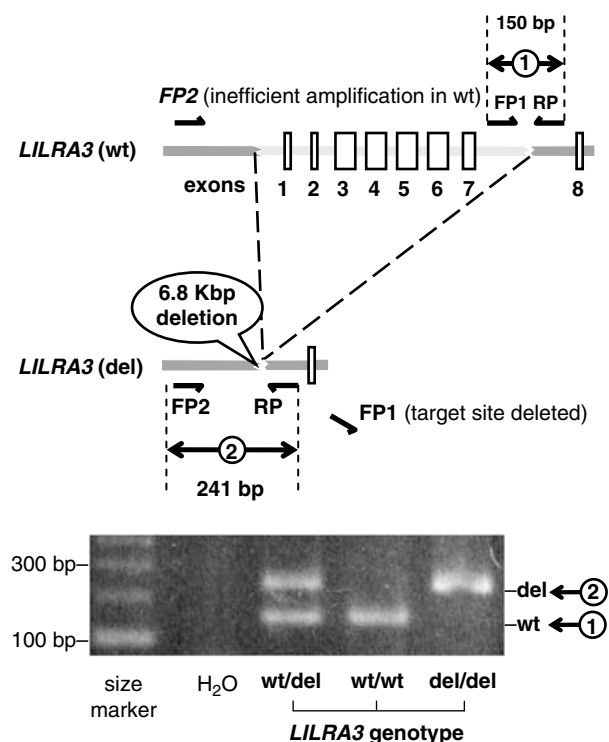 150 bp
①
FP2 (inefficient amplification in wt)
FP1 RP
LILRA3 (wt)
exons 1 2 3 4 5 6 7 8
6.8 Kbp
deletion
LILRA3 (del)
FP2 RP
FP1 (target site deleted)
②
241 bp
300 bp
del ②
wt ①
100 bp
size
marker
H₂O wt/del wt/wt del/del
LILRA3 genotype